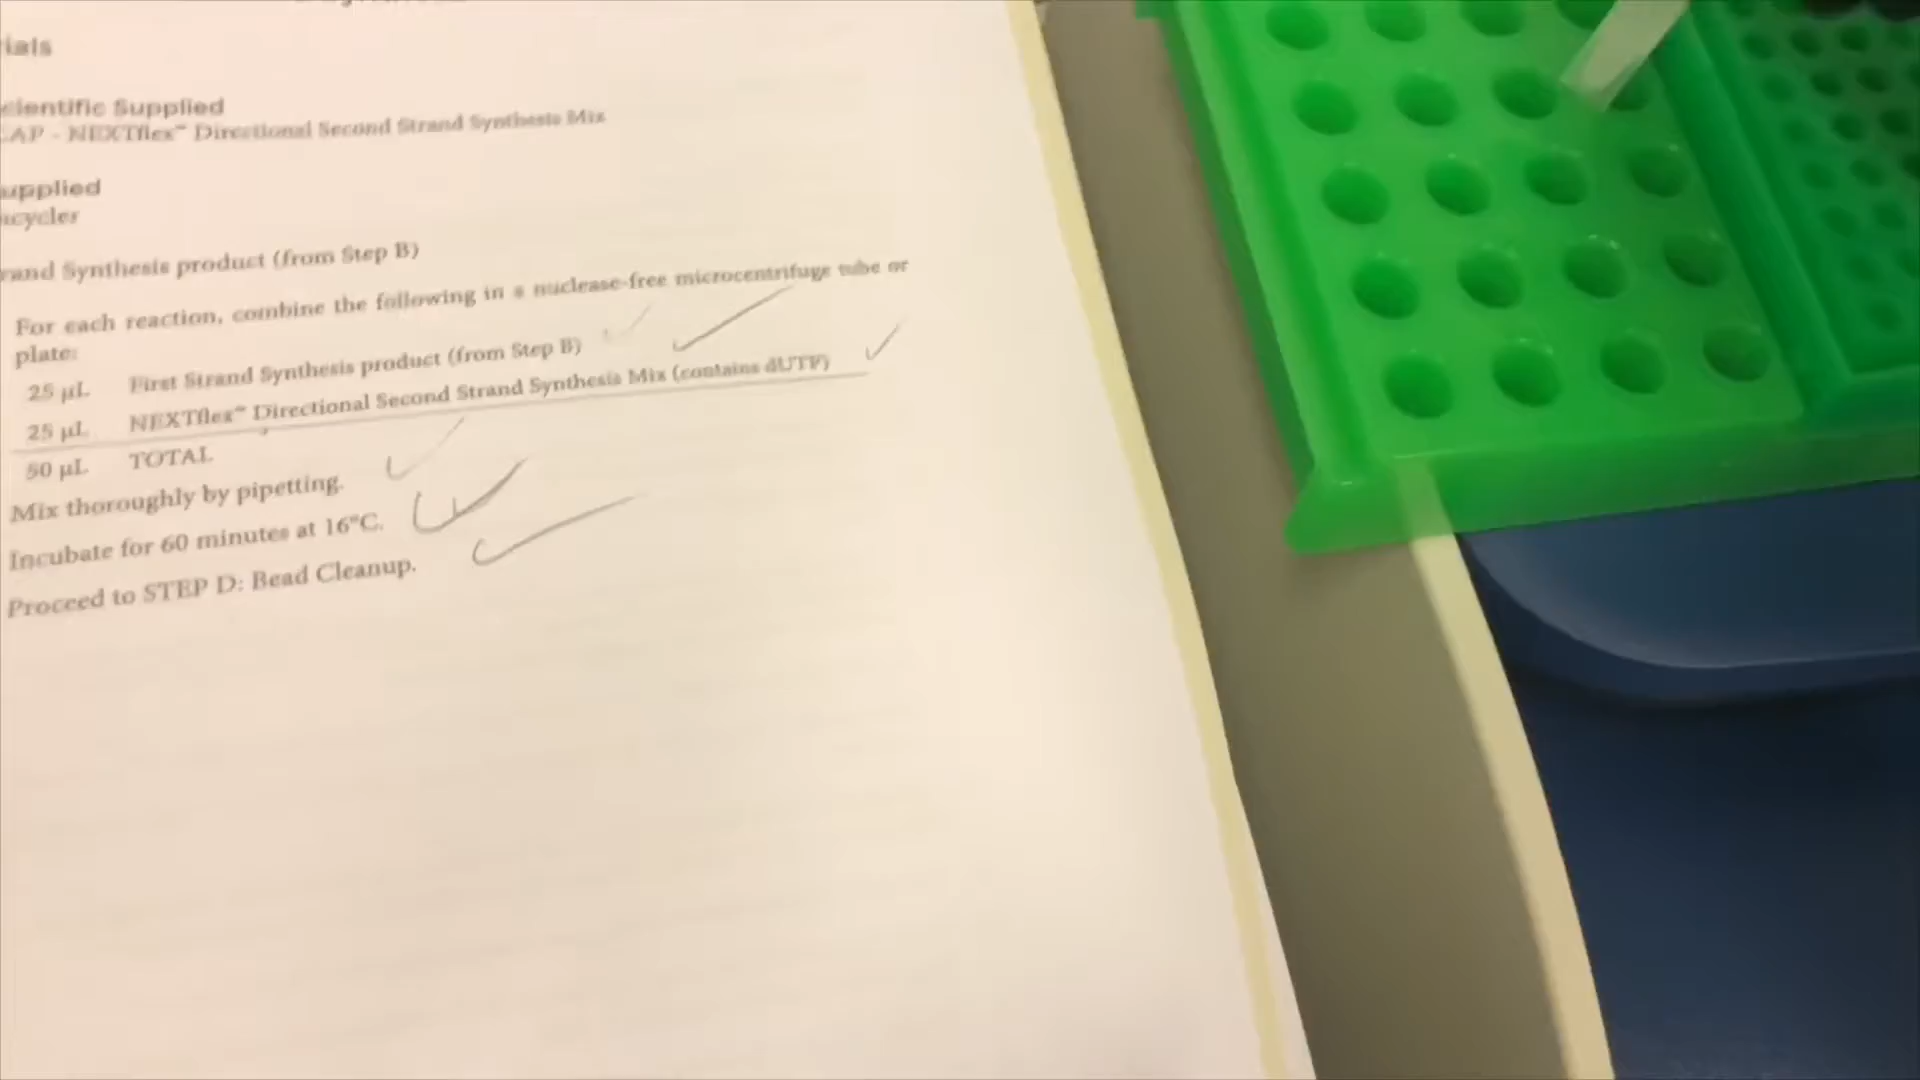 ials
cientific Supplied
CAP - NEXTflex™ Directional Second Strand Synthesis Mix
upplied
cycler
rand Synthesis product (from Step B)
For each reaction, combine the following in a nuclease-free microcentrifuge tube or
plate:
25 µL First Strand Synthesis product (from Step B)
25 µL NEXTflex™ Directional Second Strand Synthesis Mix (contains dUTP)
50 µL TOTAL
Mix thoroughly by pipetting.
Incubate for 60 minutes at 16°C.
Proceed to STEP D: Bead Cleanup.